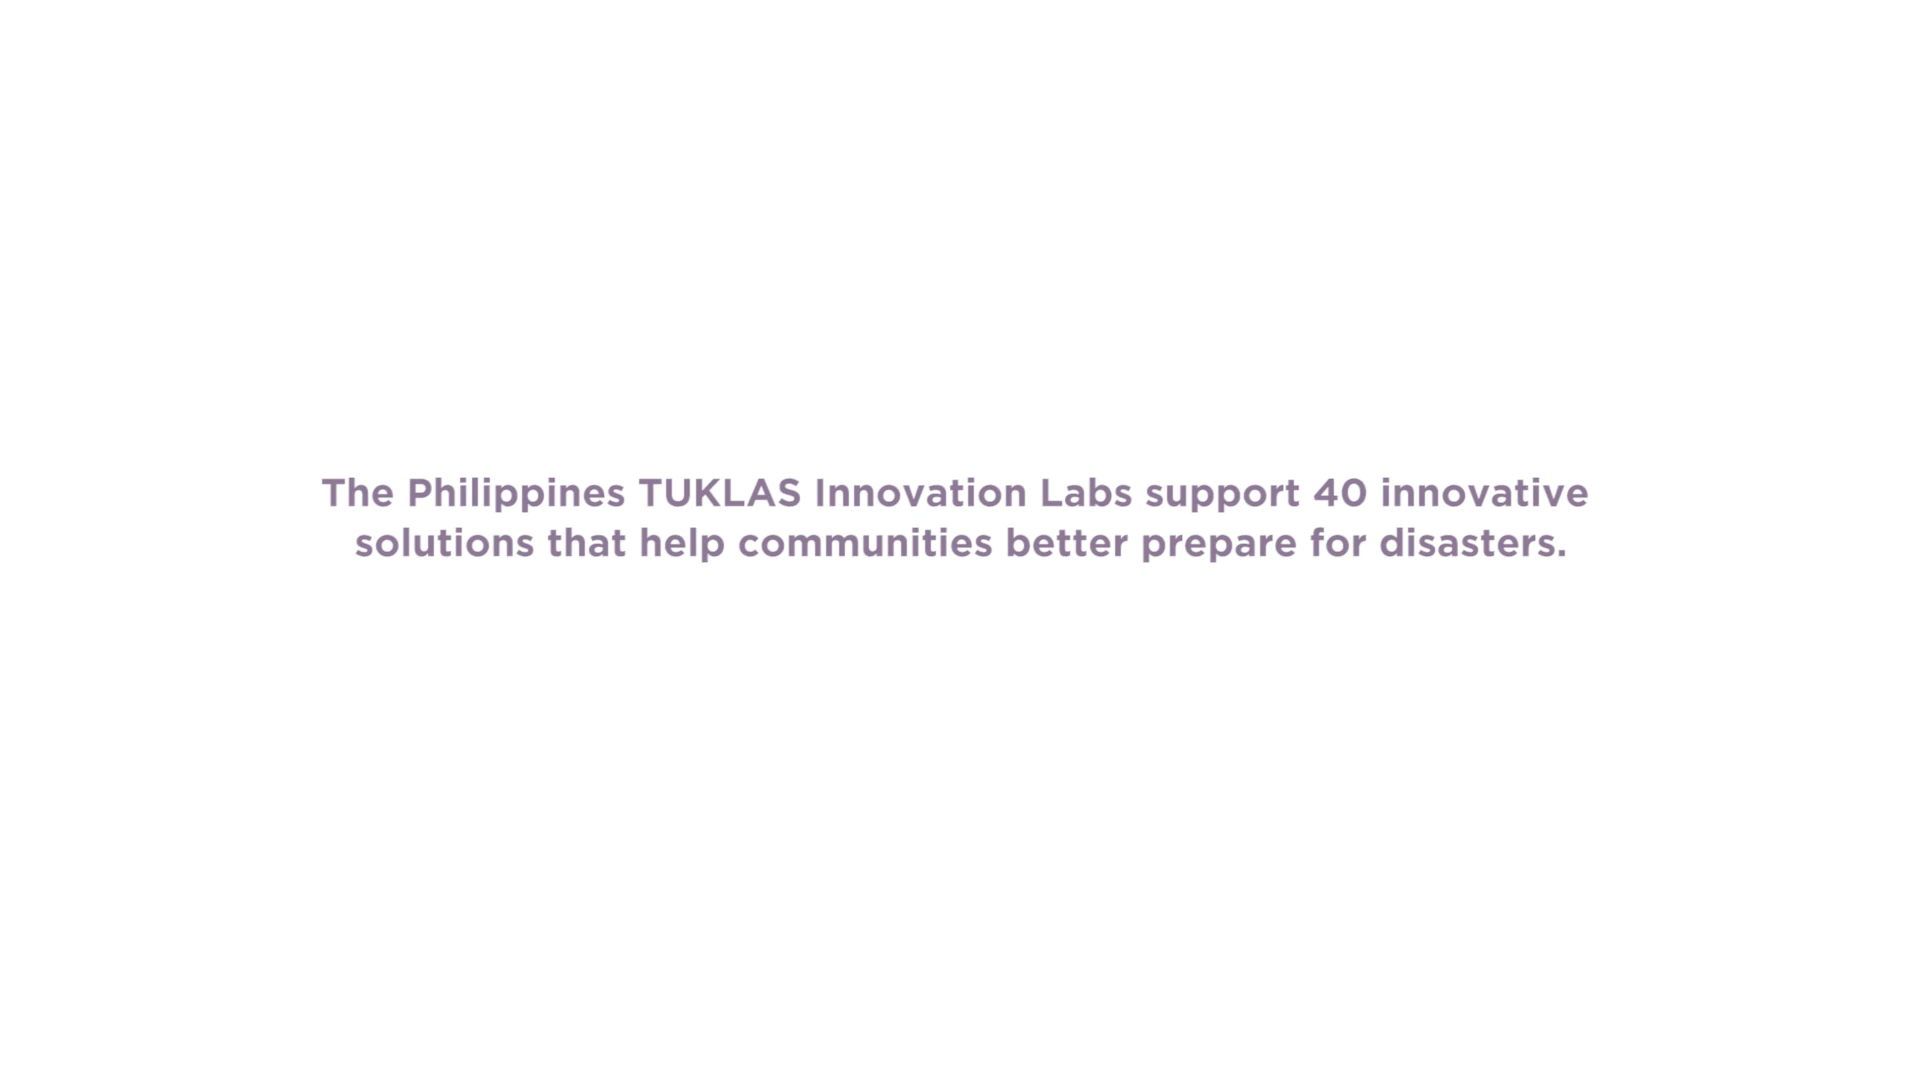 The Philippines TUKLAS Innovation Labs support 40 innovative
solutions that help communities better prepare for disasters.